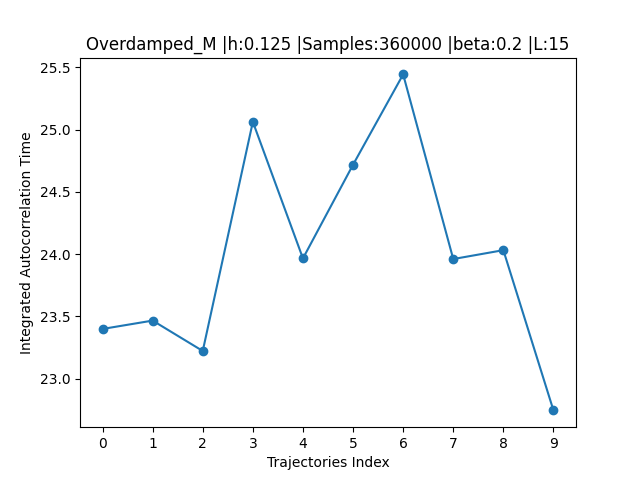 Overdamped_M |h:0.125 |Samples:360000 |beta:0.2 |L:15
25.5
25.0
24.5
24.0
23.5
23.0
Integrated Autocorrelation Time
0 1 2 3 4 5 6 7 8 9
Trajectories Index